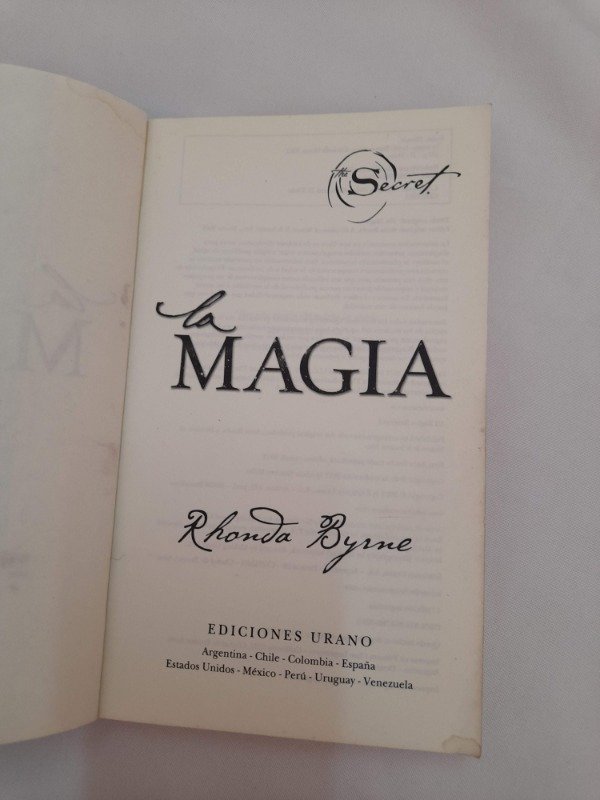 the Secret
la
MAGIA
Rhonda Byrne
EDICIONES URANO
Argentina - Chile - Colombia - España
Estados Unidos - México - Perú - Uruguay - Venezuela